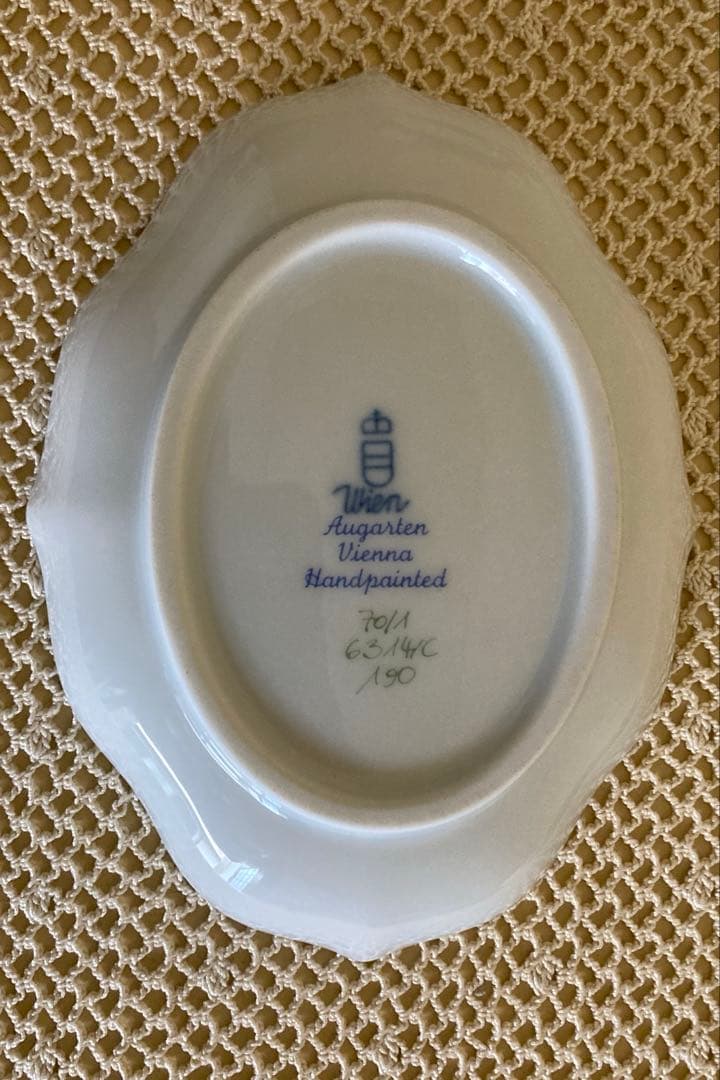 Wien
Augarten
Vienna
Handpainted
70/1
6314/C
190